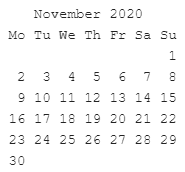 November 2020
Mo Tu We Th Fr Sa Su
1
2 3 4 5 6 7 8
9 10 11 12 13 14 15
16 17 18 19 20 21 22
23 24 25 26 27 28 29
30